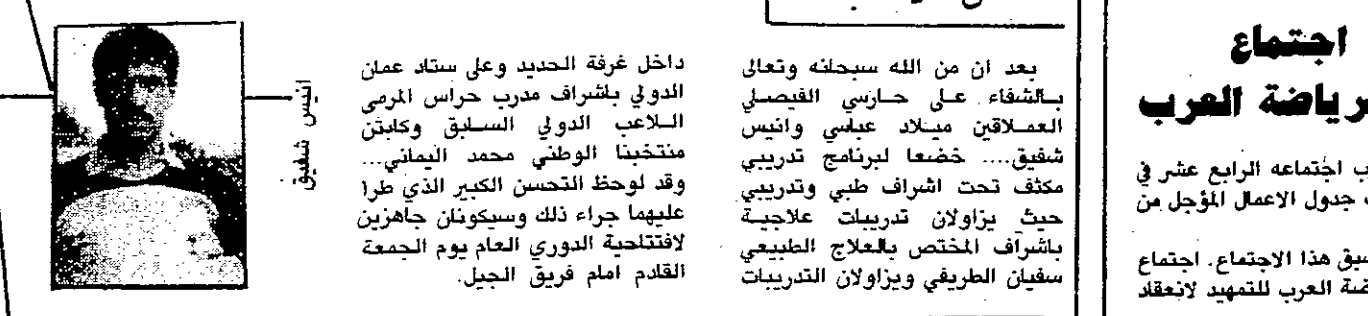 اجتماع
رياضة العرب
ب اجتماعه الرابع عشر في
جدول الاعمال المؤجل من
سيق هذا الاجتماع. اجتماع
ضة العرب للتمهيد لانعقاد
بعد ان من الله سبحانه وتعالى
بالشفاء على حارسي الفيصلي
العملاقين ميلاد عباسي وانيس
شفيق.... خضعا لبرنامج تدريبي
مكثف تحت اشراف طبي وتدريبي
حيث يزاولان تدريبات علاجية
باشراف المختص بالعلاج الطبيعي
سفيان الطريفي ويزاولان التدريبات
داخل غرفة الحديد وعلى ستاد عمان
الدولي باشراف مدرب حراس المرمى
اللاعب الدولي السابق وكابتن
منتخبنا الوطني محمد اليماني...
وقد لوحظ التحسن الكبير الذي طرا
عليهما جراء ذلك وسيكونان جاهزين
لافتتاحية الدوري العام يوم الجمعة
القادم امام فريق الجيل.
انيس شفيق